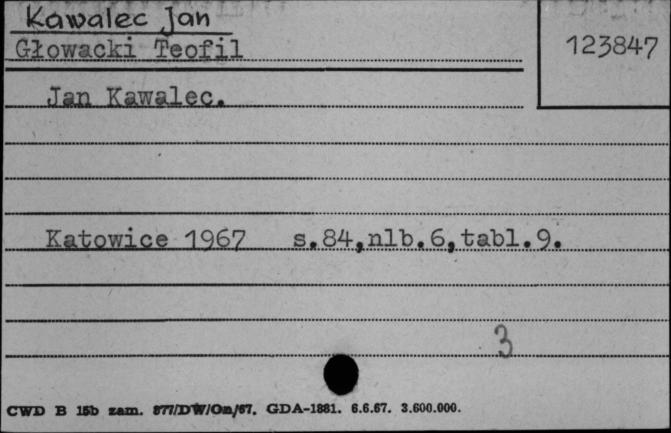 Kawalec Jan
Głowacki Teofil
123847
Jan Kawalec.
Katowice 1967 s.84,nlb.6,tabl.9.
3
CWD B 15b zam. 877/DW/Om/67. GDA-1881. 6.6.67. 3.600.000.